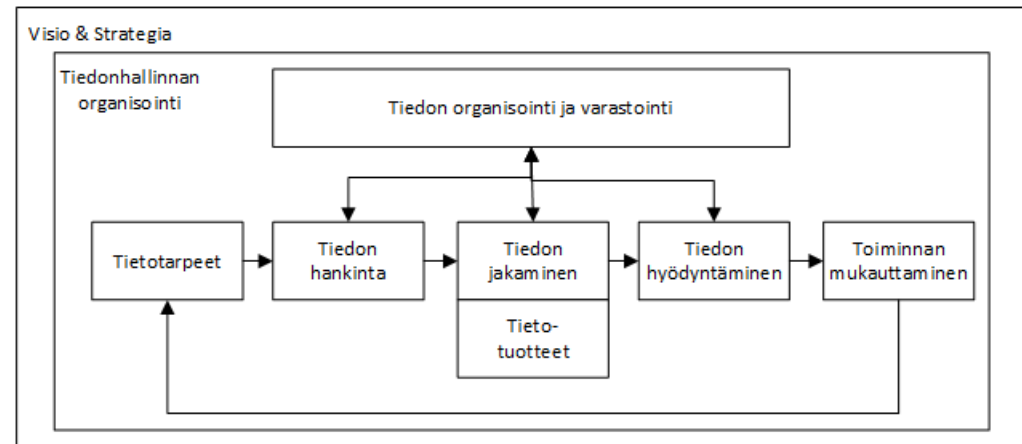 Visio & Strategia
Tiedonhallinnan
organisointi
Tiedon organisointi ja varastointi
Tietotarpeet
Tiedon
hankinta
Tiedon
jakaminen
Tieto-
tuotteet
Tiedon
hyödyntäminen
Toiminnan
mukauttaminen